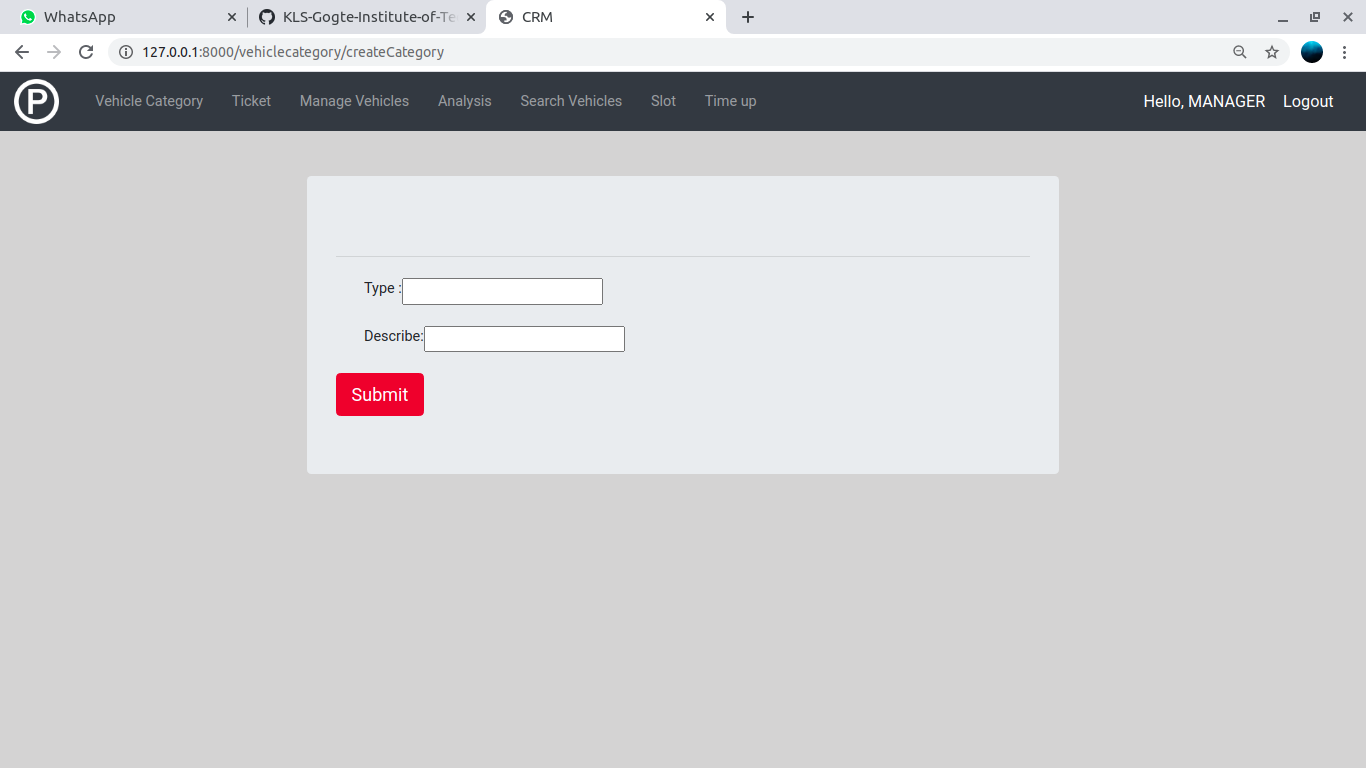 WhatsApp
KLS-Gogte-Institute-of-Te
CRM
127.0.0.1:8000/vehiclecategory/createCategory
P Vehicle Category Ticket Manage Vehicles Analysis Search Vehicles Slot Time up Hello, MANAGER Logout
Type :
Describe:
Submit